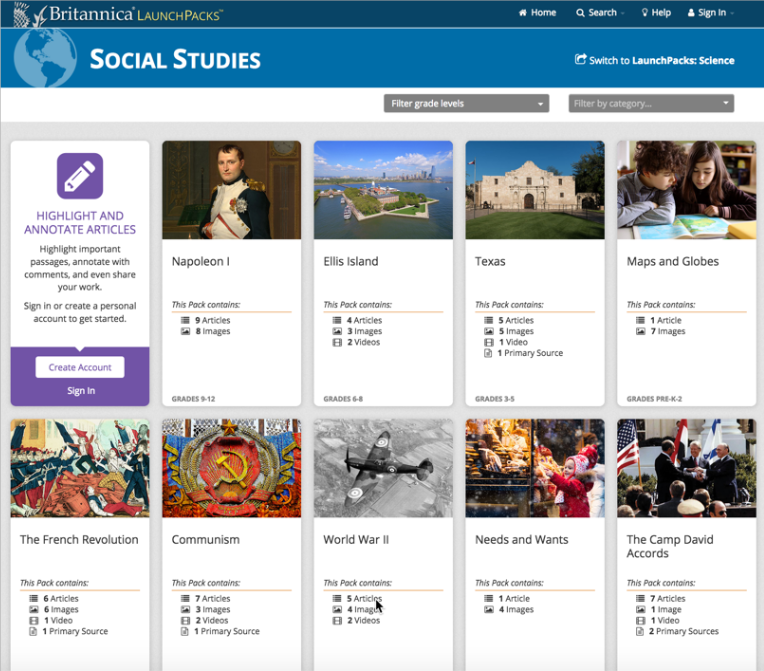 Britannica® LAUNCHPACKS™
Home Search Help Sign In
SOCIAL STUDIES
Switch to LaunchPacks: Science
Filter grade levels
Filter by category...
HIGHLIGHT AND
ANNOTATE ARTICLES
Highlight important
passages, annotate with
comments, and even share
your work.
Sign in or create a personal
account to get started.
Create Account
Sign In
Napoleon I
This Pack contains:
9 Articles
8 Images
GRADES 9-12
Ellis Island
This Pack contains:
4 Articles
3 Images
2 Videos
GRADES 6-8
Texas
This Pack contains:
5 Articles
5 Images
1 Video
1 Primary Source
GRADES 3-5
Maps and Globes
This Pack contains:
1 Article
7 Images
GRADES PRE-K-2
The French Revolution
This Pack contains:
6 Articles
6 Images
1 Video
1 Primary Source
Communism
This Pack contains:
7 Articles
3 Images
2 Videos
1 Primary Source
World War II
This Pack contains:
5 Articles
4 Images
2 Videos
Needs and Wants
This Pack contains:
1 Article
4 Images
The Camp David
Accords
This Pack contains:
7 Articles
1 Image
1 Video
2 Primary Sources